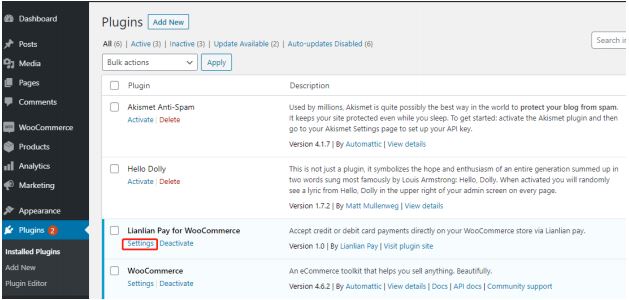 Dashboard
Posts
Media
Pages
Comments
WOO
WooCommerce
Products
Analytics
Marketing
Appearance
Plugins 2
Installed Plugins
Add New
Plugin Editor
Plugins Add New
All (6) | Active (3) | Inactive (3) | Update Available (2) | Auto-updates Disabled (6)
Search in
Bulk actions Apply
Plugin Description
Akismet Anti-Spam
Activate | Delete
Used by millions, Akismet is quite possibly the best way in the world to protect your blog from spam.
It keeps your site protected even while you sleep. To get started: activate the Akismet plugin and then
go to your Akismet Settings page to set up your API key.
Version 4.1.7 | By Automattic | View details
Hello Dolly
Activate | Delete
This is not just a plugin, it symbolizes the hope and enthusiasm of an entire generation summed up in
two words sung most famously by Louis Armstrong: Hello, Dolly. When activated you will randomly
see a lyric from Hello, Dolly in the upper right of your admin screen on every page.
Version 1.7.2 | By Matt Mullenweg | View details
Lianlian Pay for WooCommerce
Settings | Deactivate
Accept credit or debit card payments directly on your WooCommerce store via Lianlian pay.
Version 1.0 | By Lianlian Pay | Visit plugin site
WooCommerce
Settings | Deactivate
An eCommerce toolkit that helps you sell anything. Beautifully.
Version 4.6.2 | By Automattic | View details | Docs | API docs | Community support